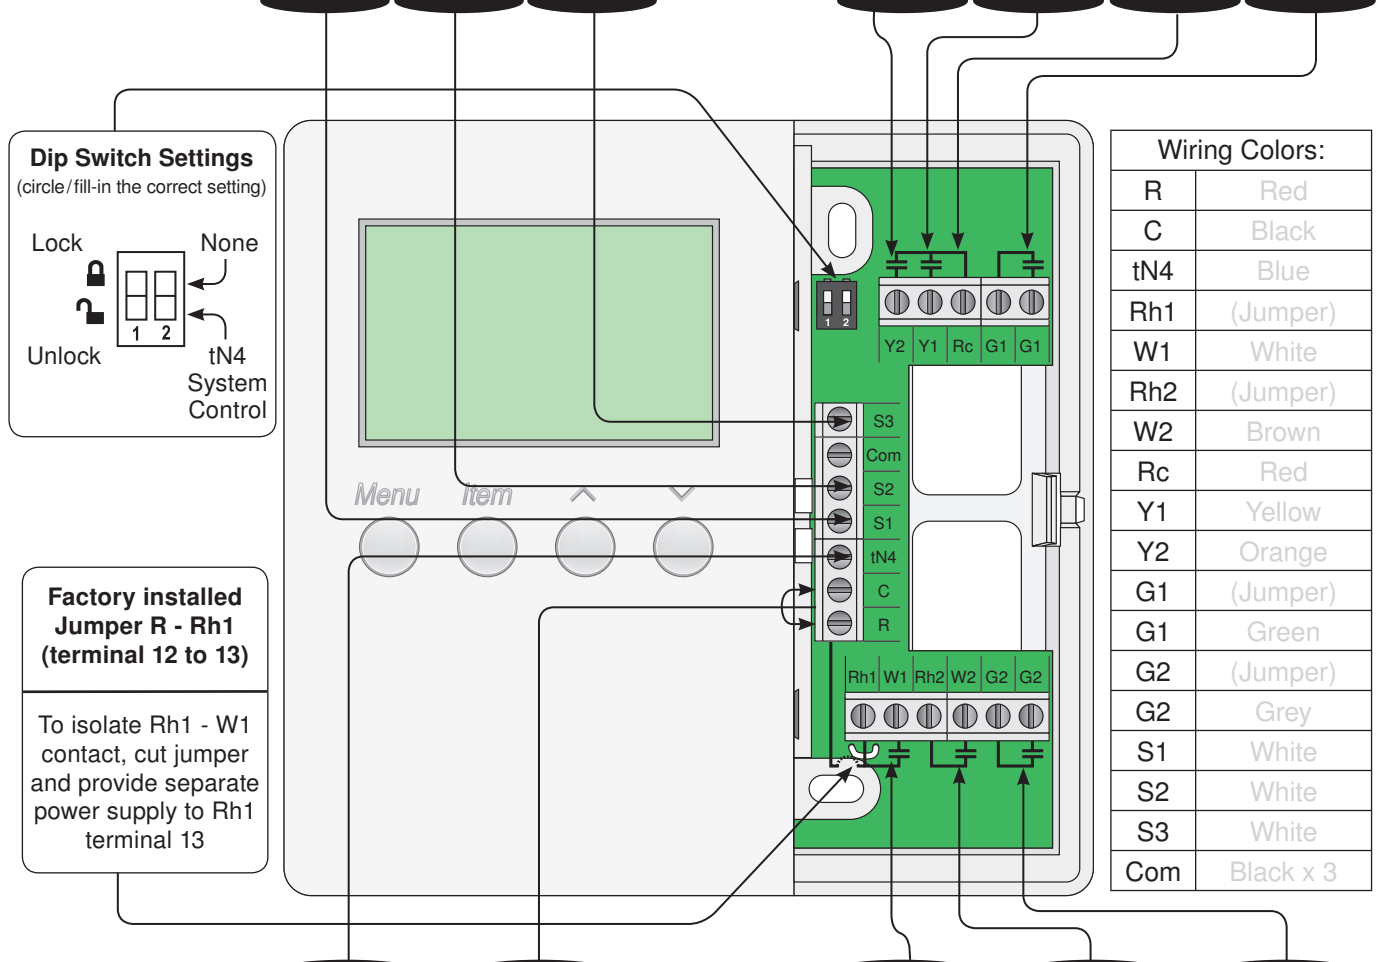 Dip Switch Settings
(circle/fill-in the correct setting)
Lock
None
1 2
Unlock
tN4
System
Control
Factory installed
Jumper R - Rh1
(terminal 12 to 13)
To isolate Rh1 - W1
contact, cut jumper
and provide separate
power supply to Rh1
terminal 13
Menu Item
1 2
Y2 Y1 Rc G1 G1
S3
Com
S2
S1
tN4
C
R
Rh1 W1 Rh2 W2 G2 G2
Wiring Colors:
R Red
C Black
tN4 Blue
Rh1 (Jumper)
W1 White
Rh2 (Jumper)
W2 Brown
Rc Red
Y1 Yellow
Y2 Orange
G1 (Jumper)
G1 Green
G2 (Jumper)
G2 Grey
S1 White
S2 White
S3 White
Com Black x 3